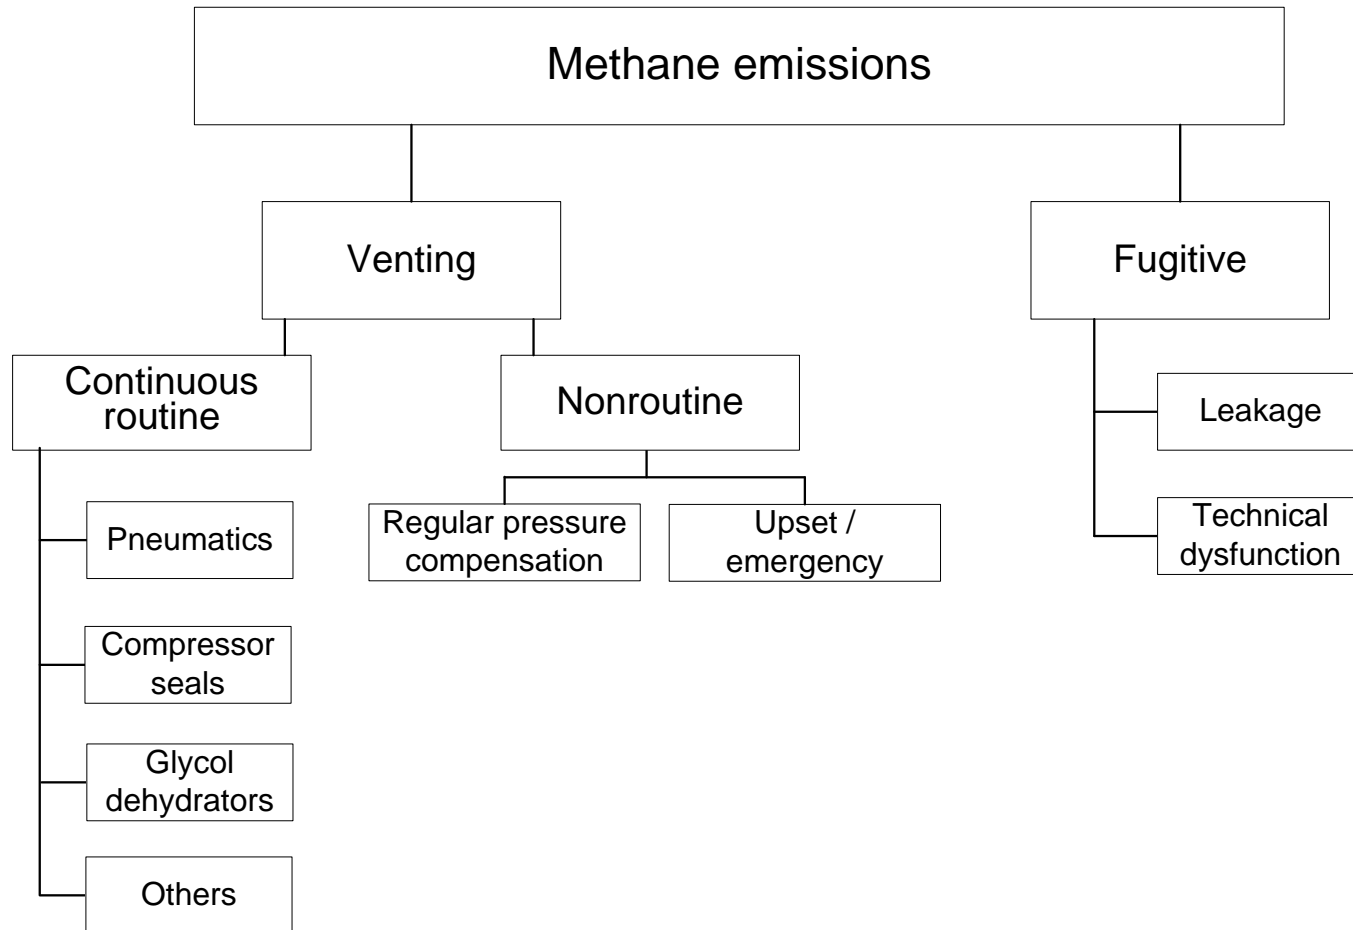 Methane emissions
Venting
Fugitive
Continuous
routine
Nonroutine
Leakage
Pneumatics
Regular pressure
compensation
Upset /
emergency
Technical
dysfunction
Compressor
seals
Glycol
dehydrators
Others